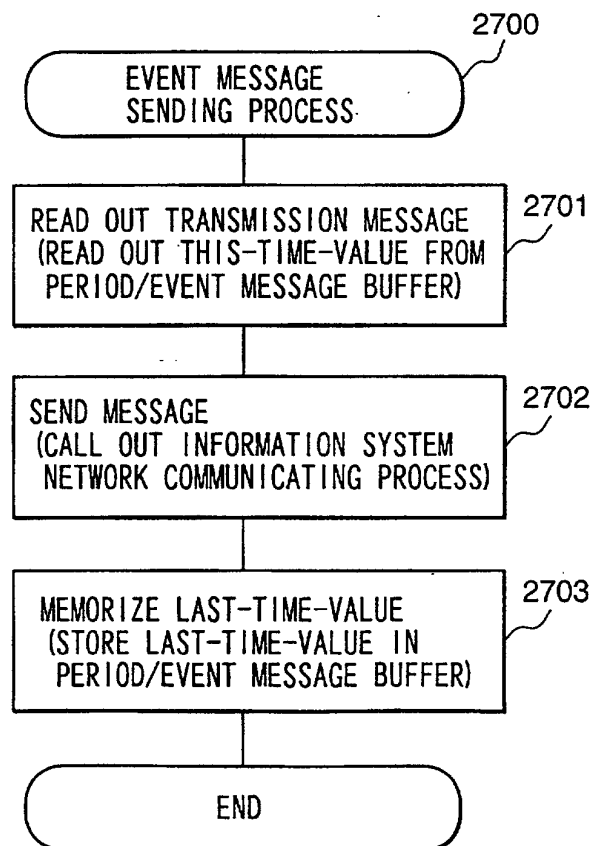 2700
EVENT MESSAGE
SENDING PROCESS
READ OUT TRANSMISSION MESSAGE
(READ OUT THIS-TIME-VALUE FROM
PERIOD/EVENT MESSAGE BUFFER)
2701
SEND MESSAGE
(CALL OUT INFORMATION SYSTEM
NETWORK COMMUNICATING PROCESS)
2702
MEMORIZE LAST-TIME-VALUE
(STORE LAST-TIME-VALUE IN
PERIOD/EVENT MESSAGE BUFFER)
2703
END